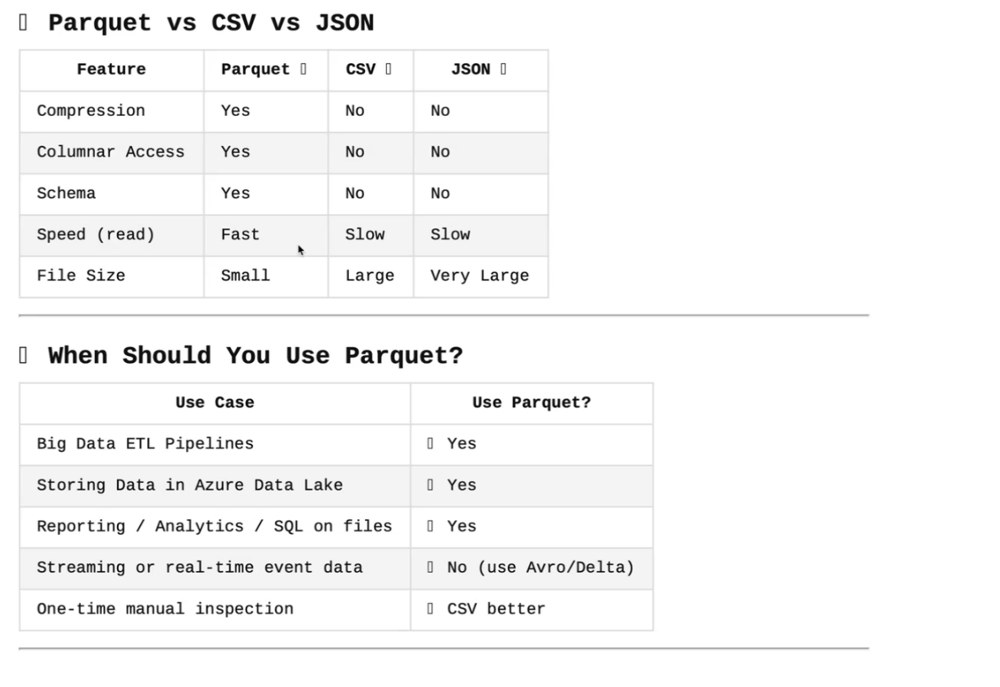 Parquet vs CSV vs JSON
Feature Parquet CSV JSON
Compression Yes No No
Columnar Access Yes No No
Schema Yes No No
Speed (read) Fast Slow Slow
File Size Small Large Very Large
When Should You Use Parquet?
Use Case Use Parquet?
Big Data ETL Pipelines Yes
Storing Data in Azure Data Lake Yes
Reporting / Analytics / SQL on files Yes
Streaming or real-time event data No (use Avro/Delta)
One-time manual inspection CSV better